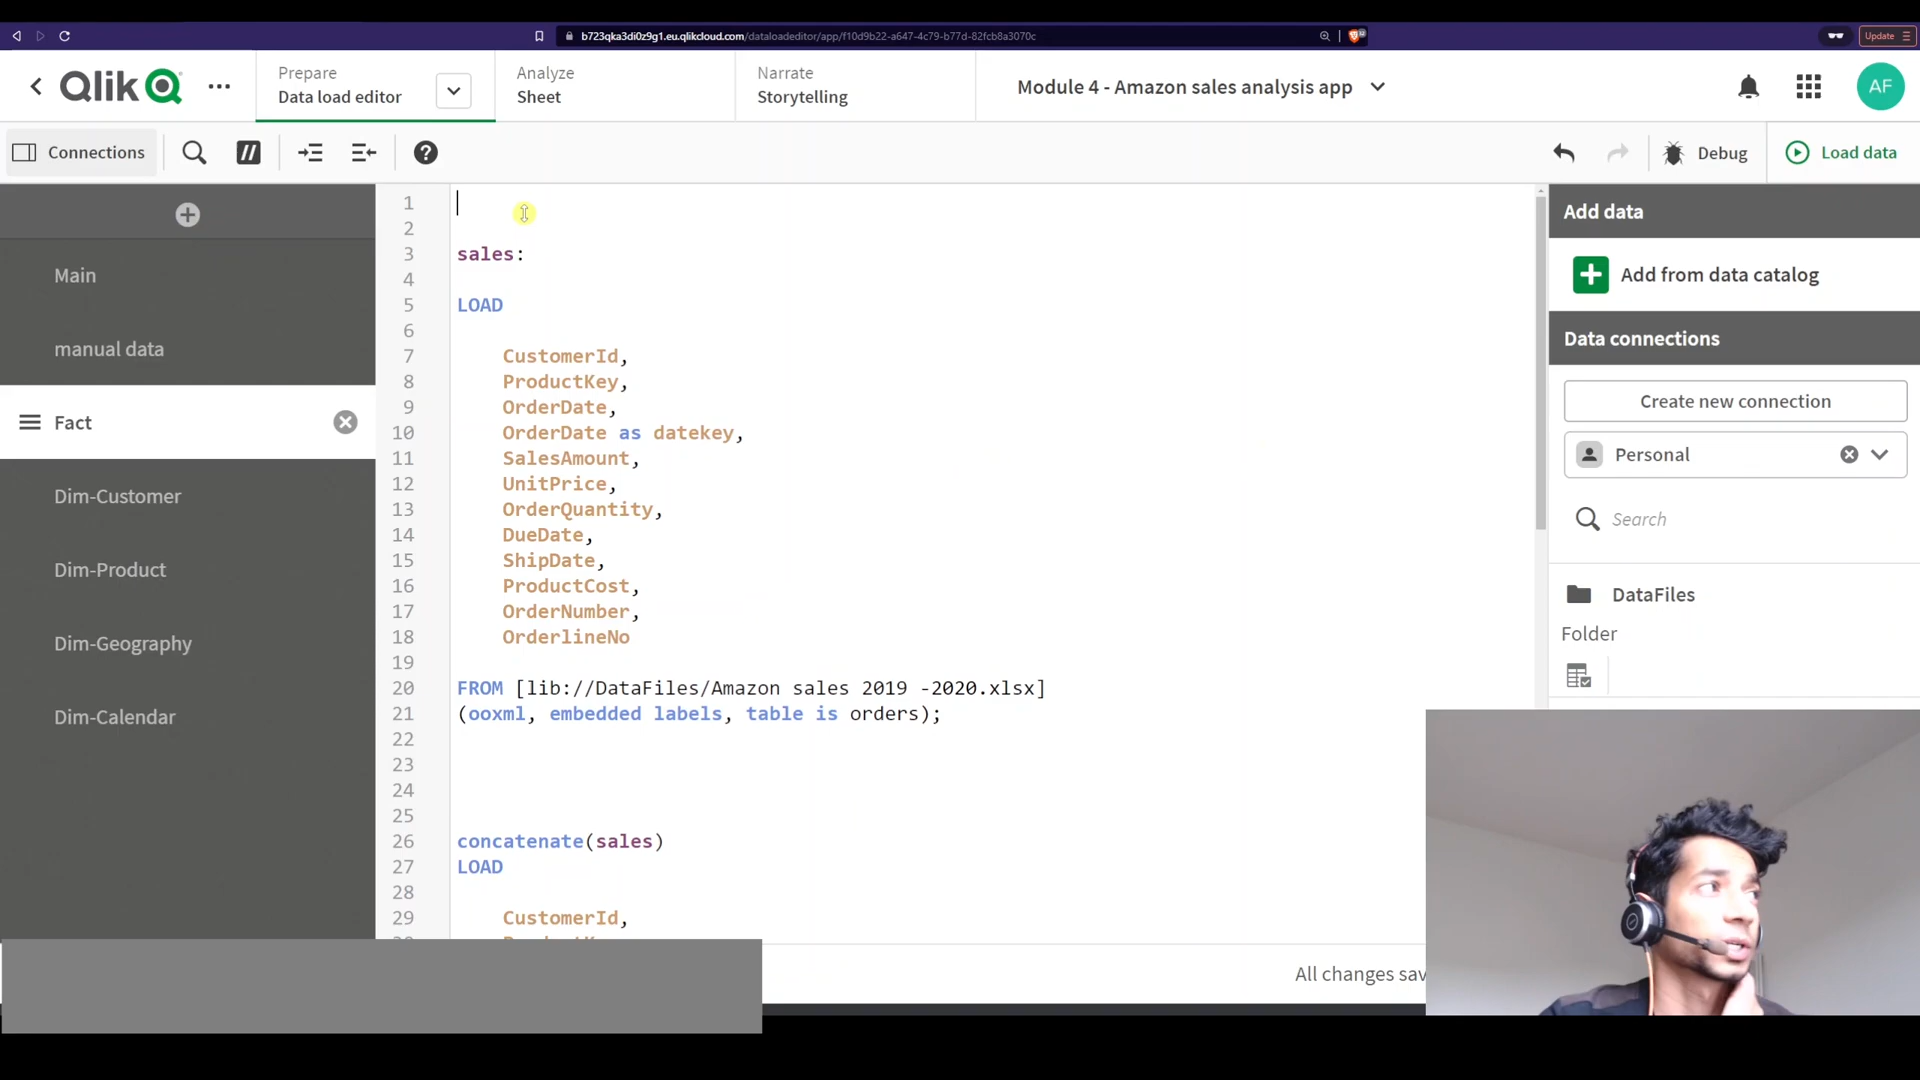 b723qka3di0z9g1.eu.qlikcloud.com/dataloadeditor/app/f10d9b22-a647-4c79-b77d-82fcb8a3070c
Update
Qlik
Prepare
Data load editor
Analyze
Sheet
Narrate
Storytelling
Module 4 - Amazon sales analysis app
AF
Connections
//
?
Debug
Load data
Main
manual data
Fact
Dim-Customer
Dim-Product
Dim-Geography
Dim-Calendar
1
2
3 sales:
4
5 LOAD
6
7 CustomerId,
8 ProductKey,
9 OrderDate,
10 OrderDate as datekey,
11 SalesAmount,
12 UnitPrice,
13 OrderQuantity,
14 DueDate,
15 ShipDate,
16 ProductCost,
17 OrderNumber,
18 OrderlineNo
19
20 FROM [lib://DataFiles/Amazon sales 2019 -2020.xlsx]
21 (ooxml, embedded labels, table is orders);
22
23
24
25
26 concatenate(sales)
27 LOAD
28
29 CustomerId,
All changes sav
Add data
Add from data catalog
Data connections
Create new connection
Personal
Search
DataFiles
Folder